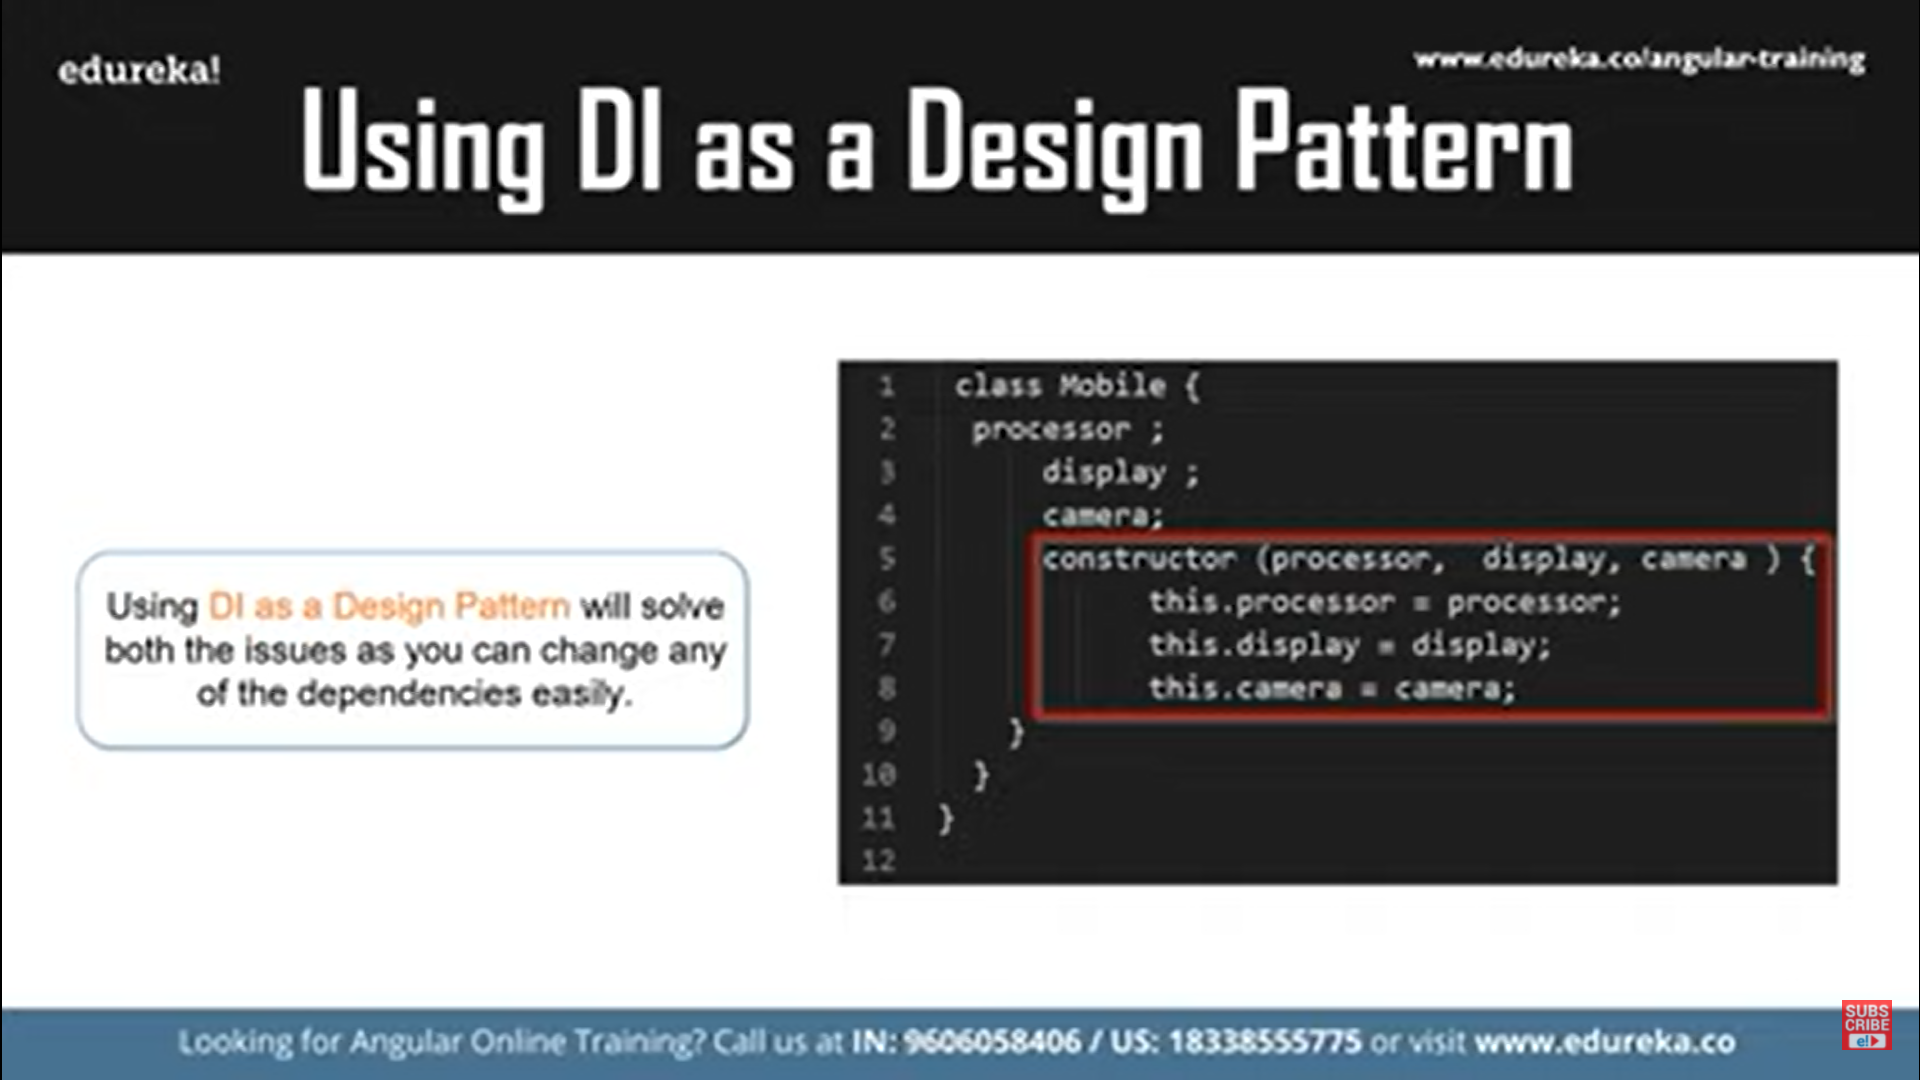 edureka!
www.edureka.co/angular-training
Using DI as a Design Pattern
Using DI as a Design Pattern will solve
both the issues as you can change any
of the dependencies easily.
1 class Mobile {
2 processor ;
3 display ;
4 camera;
5 constructor (processor, display, camera ) {
6 this.processor = processor;
7 this.display = display;
8 this.camera = camera;
9 }
10 }
11 }
12
Looking for Angular Online Training? Call us at IN: 9606058406 / US: 18338555775 or visit www.edureka.co
SUBS
CRIBE
e!